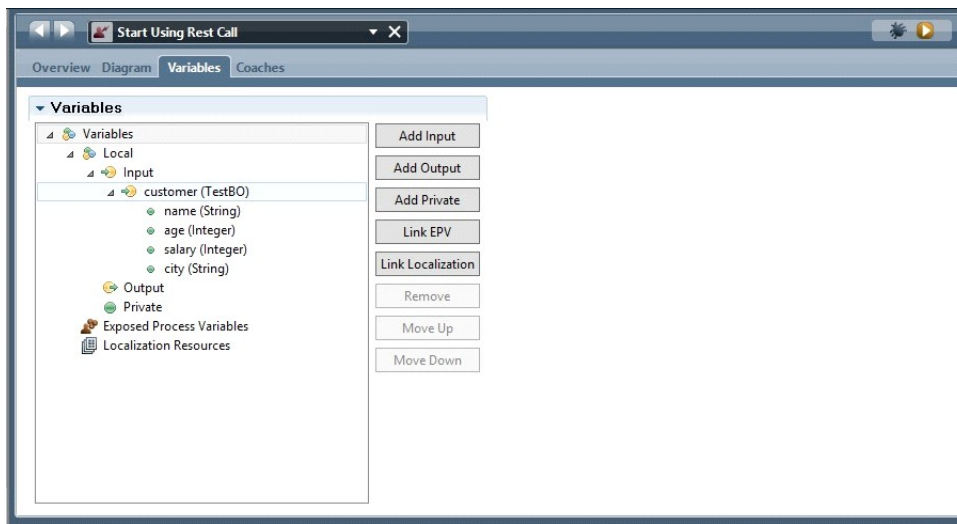 Start Using Rest Call
Overview Diagram Variables Coaches
Variables
Variables
Local
Input
customer (TestBO)
name (String)
age (Integer)
salary (Integer)
city (String)
Output
Private
Exposed Process Variables
Localization Resources
Add Input
Add Output
Add Private
Link EPV
Link Localization
Remove
Move Up
Move Down